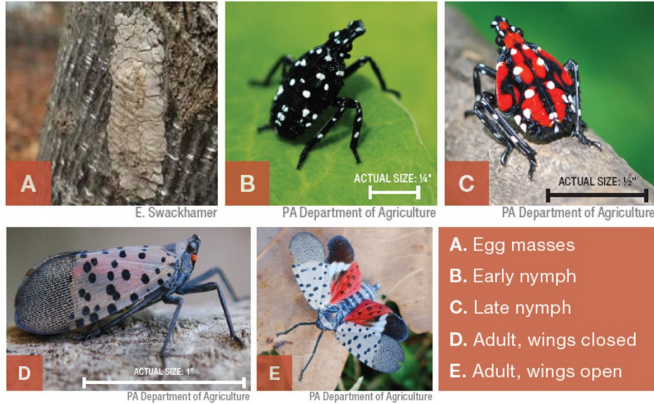 A
B
ACTUAL SIZE: ¼"
C
ACTUAL SIZE: ½"
E. Swackhamer
PA Department of Agriculture
PA Department of Agriculture
D
ACTUAL SIZE: 1"
E
PA Department of Agriculture
PA Department of Agriculture
A. Egg masses
B. Early nymph
C. Late nymph
D. Adult, wings closed
E. Adult, wings open